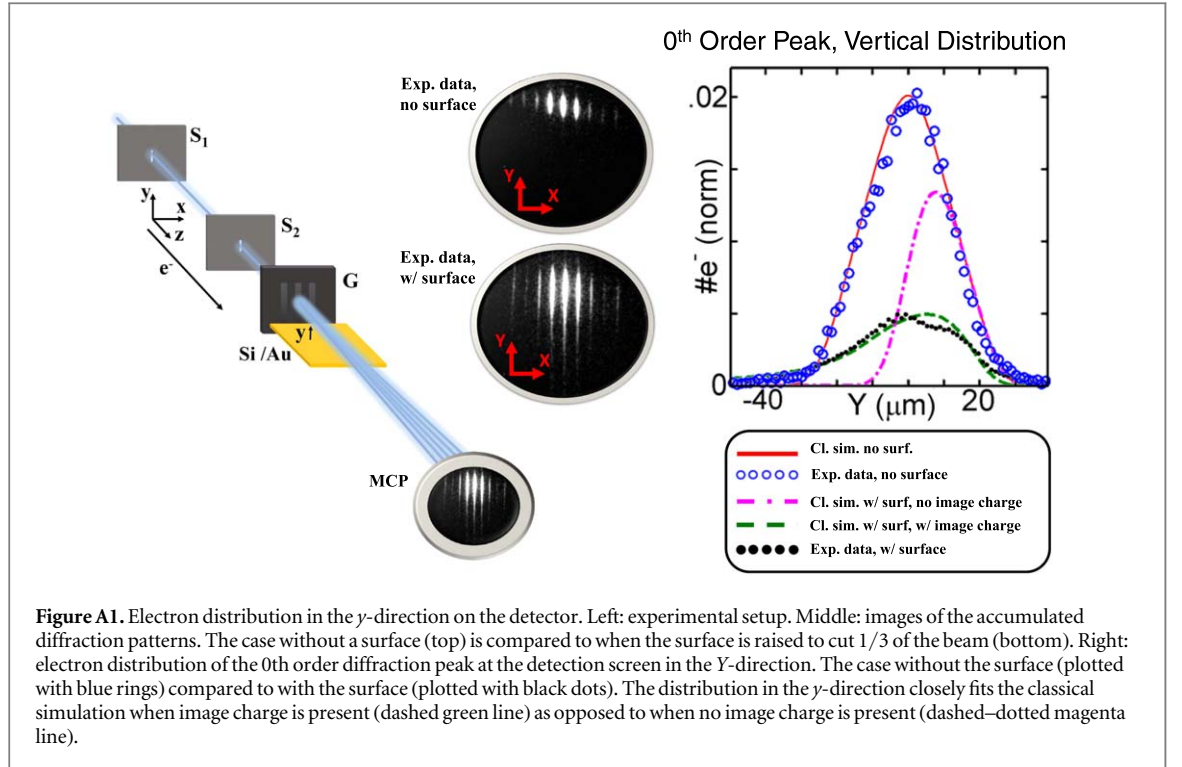 0th Order Peak, Vertical Distribution
Exp. data,
no surface
S1
y
x
z
e-
S2
G
y↑
Si /Au
MCP
Y
X
Exp. data,
w/ surface
Y
X
.02
#e- (norm)
0
-40
Y (μm)
20
Cl. sim. no surf.
Exp. data, no surface
Cl. sim. w/ surf, no image charge
Cl. sim. w/ surf, w/ image charge
Exp. data, w/ surface
Figure A1. Electron distribution in the y-direction on the detector. Left: experimental setup. Middle: images of the accumulated
diffraction patterns. The case without a surface (top) is compared to when the surface is raised to cut 1/3 of the beam (bottom). Right:
electron distribution of the 0th order diffraction peak at the detection screen in the Y-direction. The case without the surface (plotted
with blue rings) compared to with the surface (plotted with black dots). The distribution in the y-direction closely fits the classical
simulation when image charge is present (dashed green line) as opposed to when no image charge is present (dashed–dotted magenta
line).